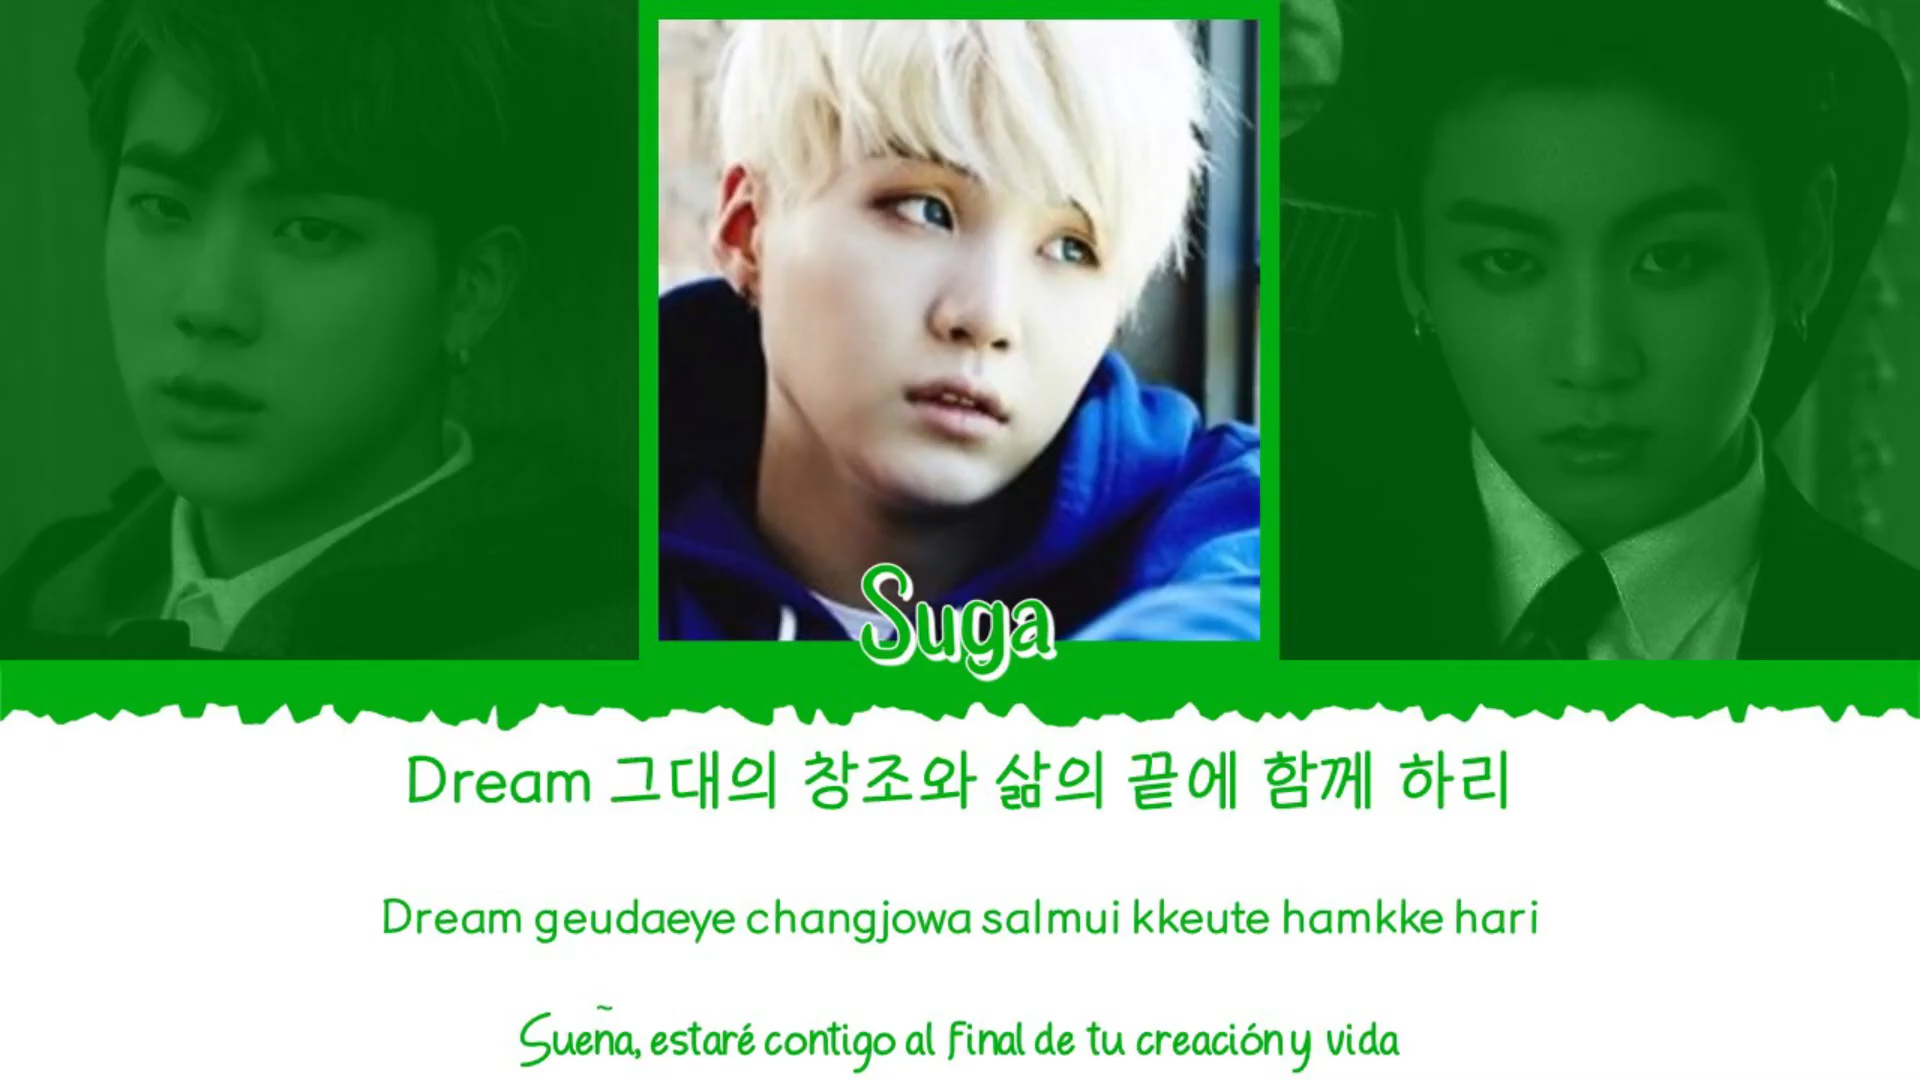 Suga
Dream 그대의 창조와 삶의 끝에 함께 하리
Dream geudaeye changjowa salmui kkeute hamkke hari
Sueña, estaré contigo al final de tu creación y vida